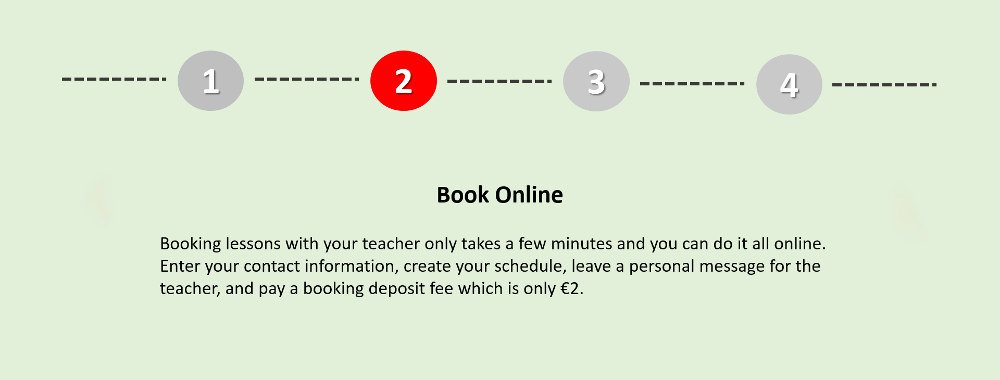 1 2 3 4
Book Online
Booking lessons with your teacher only takes a few minutes and you can do it all online.
Enter your contact information, create your schedule, leave a personal message for the
teacher, and pay a booking deposit fee which is only €2.